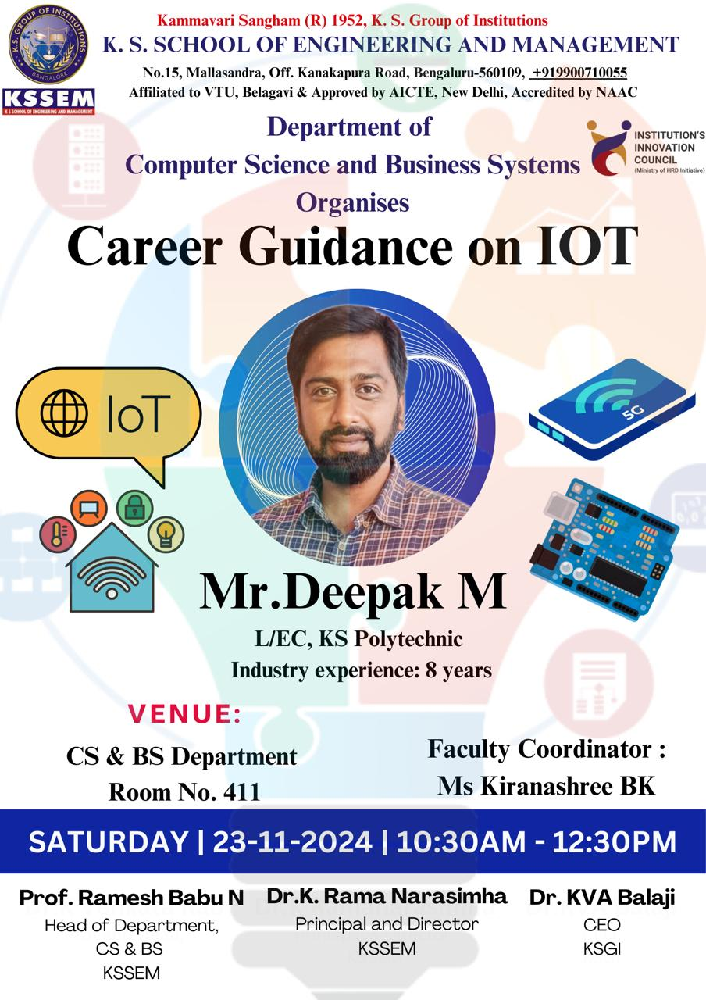 Kammavari Sangham (R) 1952, K. S. Group of Institutions
K. S. SCHOOL OF ENGINEERING AND MANAGEMENT
No.15, Mallasandra, Off. Kanakapura Road, Bengaluru-560109, +919900710055
Affiliated to VTU, Belagavi & Approved by AICTE, New Delhi, Accredited by NAAC
K.S. GROUP OF INSTITUTIONS
BANGALORE
KSSEM
K S SCHOOL OF ENGINEERING AND MANAGEMENT
Department of
Computer Science and Business Systems
Organises
INSTITUTION'S
INNOVATION
COUNCIL
(Ministry of HRD Initiative)
Career Guidance on IOT
IoT
5G
Mr.Deepak M
L/EC, KS Polytechnic
Industry experience: 8 years
VENUE:
CS & BS Department
Room No. 411
Faculty Coordinator :
Ms Kiranashree BK
SATURDAY | 23-11-2024 | 10:30AM - 12:30PM
Prof. Ramesh Babu N
Head of Department,
CS & BS
KSSEM
Dr.K. Rama Narasimha
Principal and Director
KSSEM
Dr. KVA Balaji
CEO
KSGI